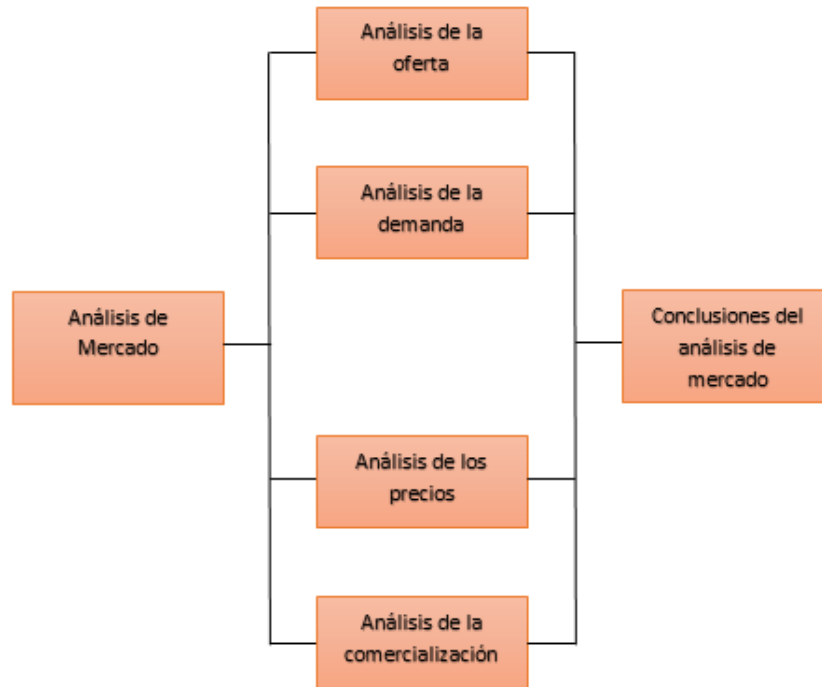 Análisis de la
oferta
Análisis de la
demanda
Análisis de
Mercado
Conclusiones del
análisis de
mercado
Análisis de los
precios
Análisis de la
comercialización